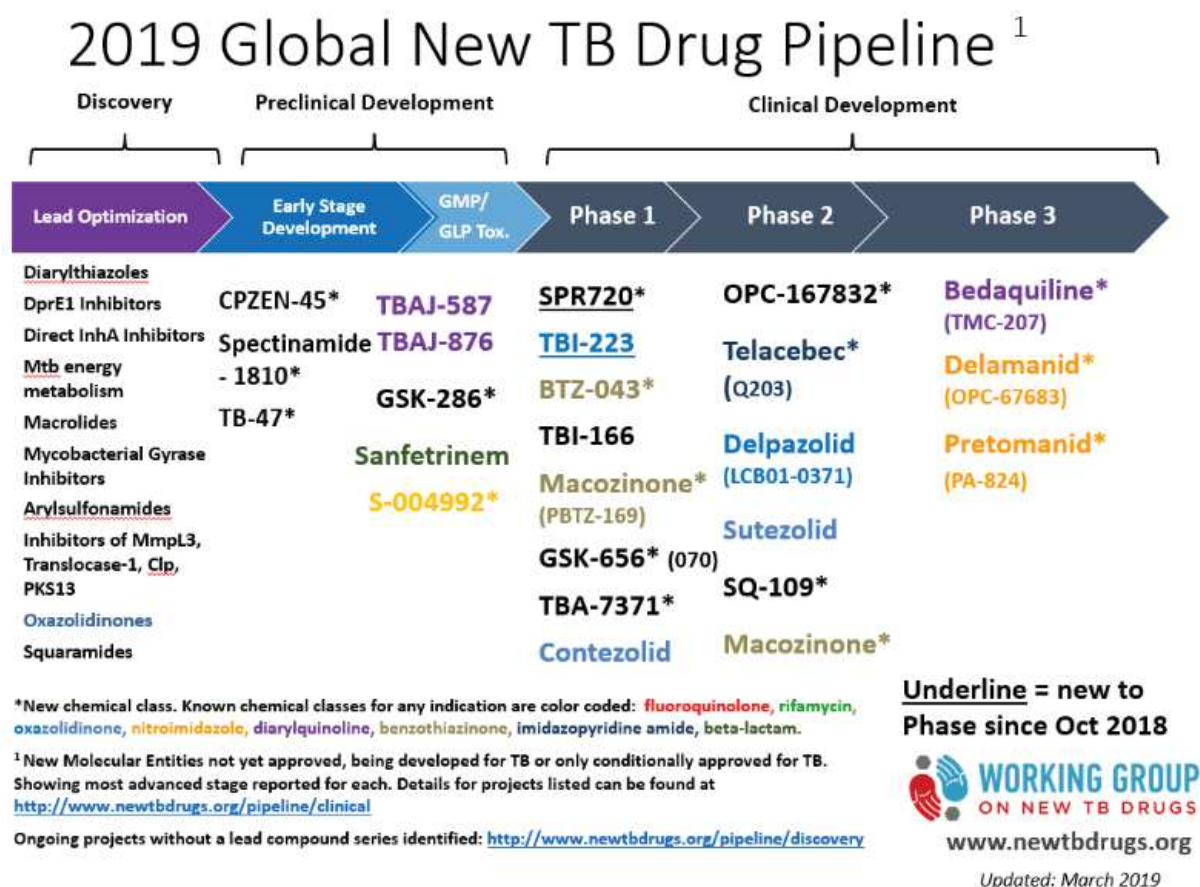 2019 Global New TB Drug Pipeline 1
Discovery
Preclinical Development
Clinical Development
Lead Optimization
Early Stage
Development
GMP/
GLP Tox.
Phase 1
Phase 2
Phase 3
Diarylthiazoles
DprE1 Inhibitors
Direct InhA Inhibitors
Mtb energy
metabolism
Macrolides
Mycobacterial Gyrase
Inhibitors
Arylsulfonamides
Inhibitors of MmpL3,
Translocase-1, Clp,
PKS13
Oxazolidinones
Squaramides
CPZEN-45*
Spectinamide
- 1810*
TB-47*
TBAJ-587
TBAJ-876
GSK-286*
Sanfetrinem
S-004992*
SPR720*
TBI-223
BTZ-043*
TBI-166
Macozinone*
(PBTZ-169)
GSK-656* (070)
TBA-7371*
Contezolid
OPC-167832*
Telacebec*
(Q203)
Delpazolid
(LCB01-0371)
Sutezolid
SQ-109*
Macozinone*
Bedaquiline*
(TMC-207)
Delamanid*
(OPC-67683)
Pretomanid*
(PA-824)
*New chemical class. Known chemical classes for any indication are color coded: fluoroquinolone, rifamycin,
oxazolidinone, nitroimidazole, diarylquinoline, benzothiazinone, imidazopyridine amide, beta-lactam.
1 New Molecular Entities not yet approved, being developed for TB or only conditionally approved for TB.
Showing most advanced stage reported for each. Details for projects listed can be found at
http://www.newtbdrugs.org/pipeline/clinical
Ongoing projects without a lead compound series identified: http://www.newtbdrugs.org/pipeline/discovery
Underline = new to
Phase since Oct 2018
WORKING GROUP
ON NEW TB DRUGS
www.newtbdrugs.org
Updated: March 2019